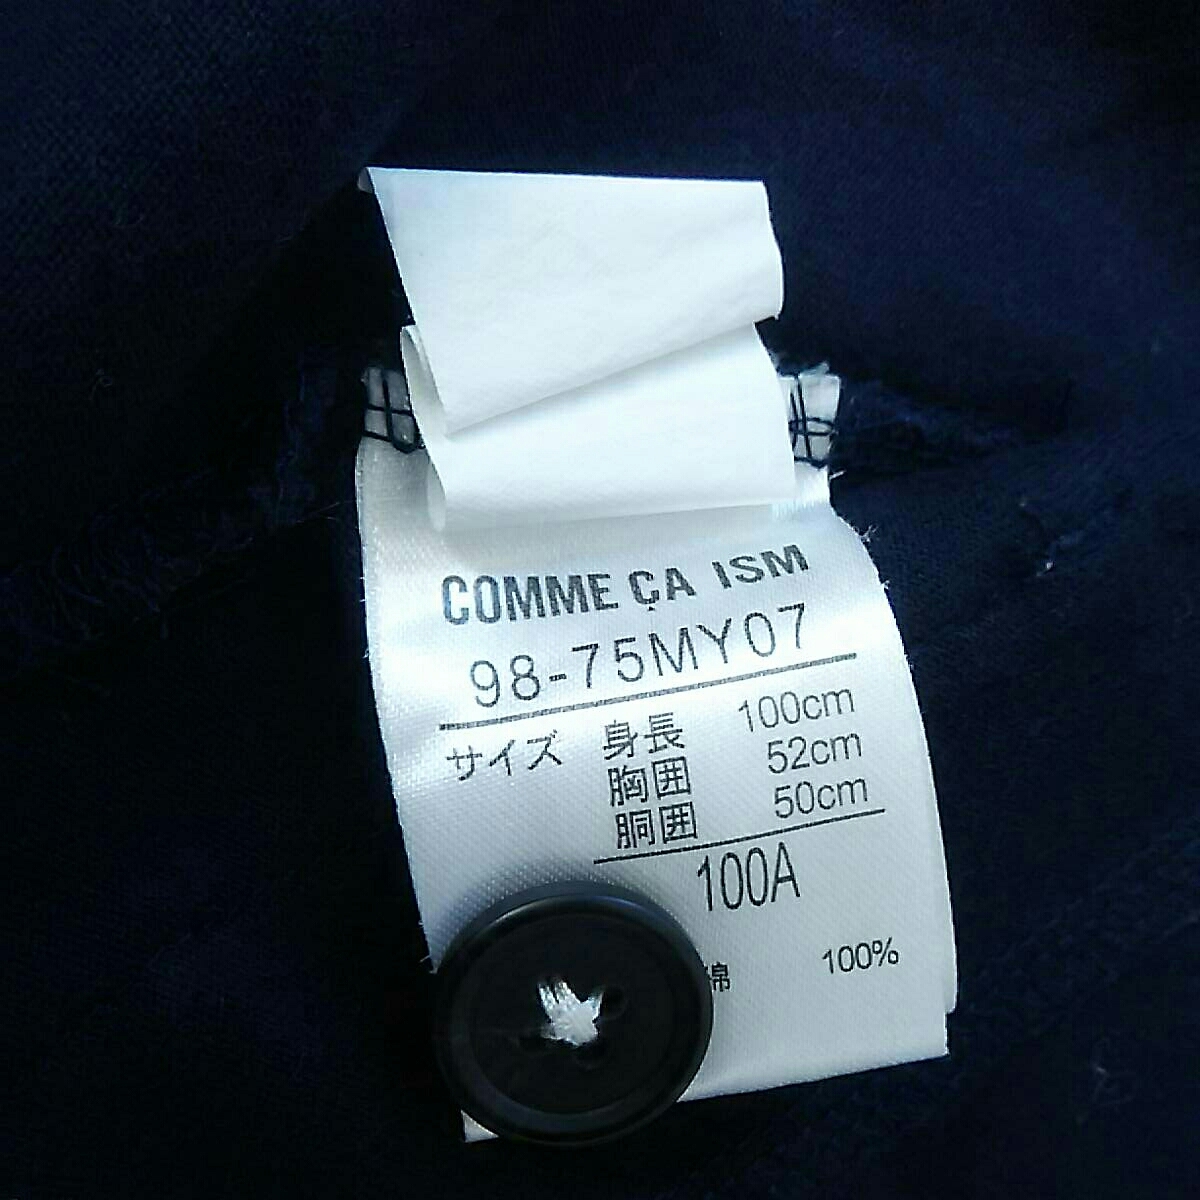 COMME ÇA ISM
98-75MY07
サイズ 身長 100cm
胸囲 52cm
胴囲 50cm
100A
綿 100%